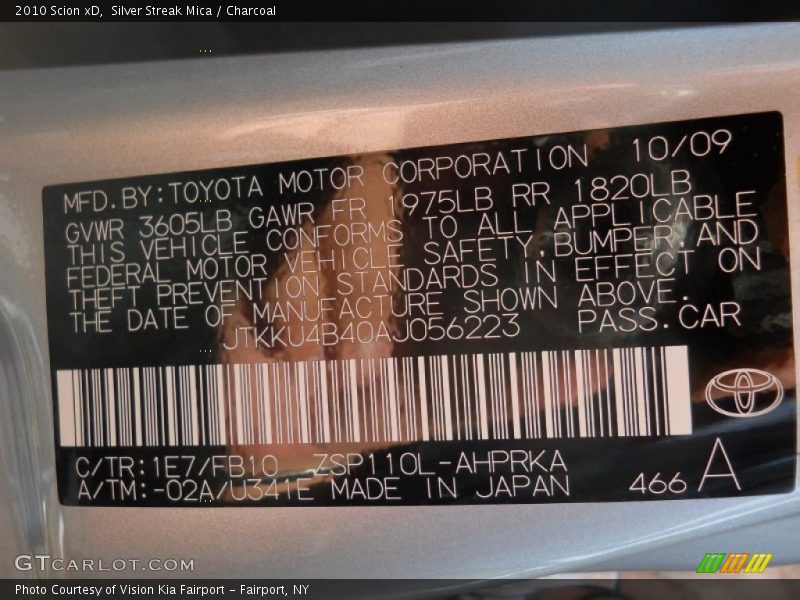 2010 Scion xD,  Silver Streak Mica / Charcoal
MFD.BY:TOYOTA MOTOR CORPORATION 10/09
GVWR 3605LB GAWR FR 1975LB RR 1820LB
THIS VEHICLE CONFORMS TO ALL APPLICABLE
FEDERAL MOTOR VEHICLE SAFETY,BUMPER,AND
THEFT PREVENTION STANDARDS IN EFFECT ON
THE DATE OF MANUFACTURE SHOWN ABOVE.
JTKKU4B40AJ056223 PASS.CAR
C/TR:1E7/FB10 ZSP110L-AHPRKA
A/TM:-02A/U341E MADE IN JAPAN 466 A
GTCARLOT.COM
Photo Courtesy of Vision Kia Fairport – Fairport, NY